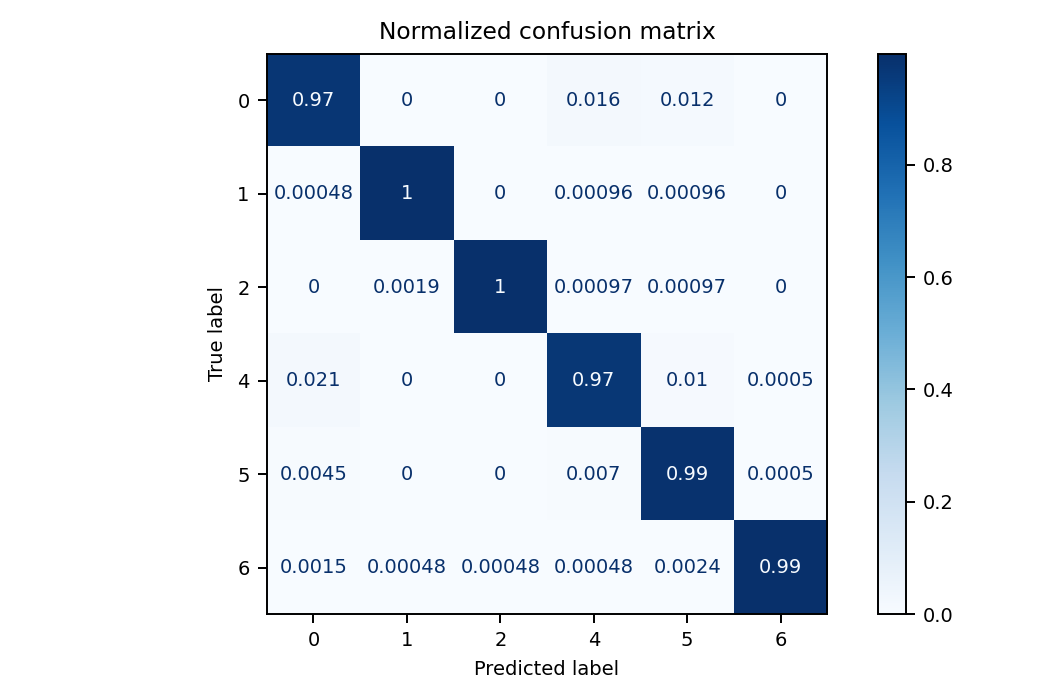 Normalized confusion matrix
True label
0 0.97 0 0 0.016 0.012 0
1 0.00048 1 0 0.00096 0.00096 0
2 0 0.0019 1 0.00097 0.00097 0
4 0.021 0 0 0.97 0.01 0.0005
5 0.0045 0 0 0.007 0.99 0.0005
6 0.0015 0.00048 0.00048 0.00048 0.0024 0.99
0 1 2 4 5 6
Predicted label
0.8
0.6
0.4
0.2
0.0